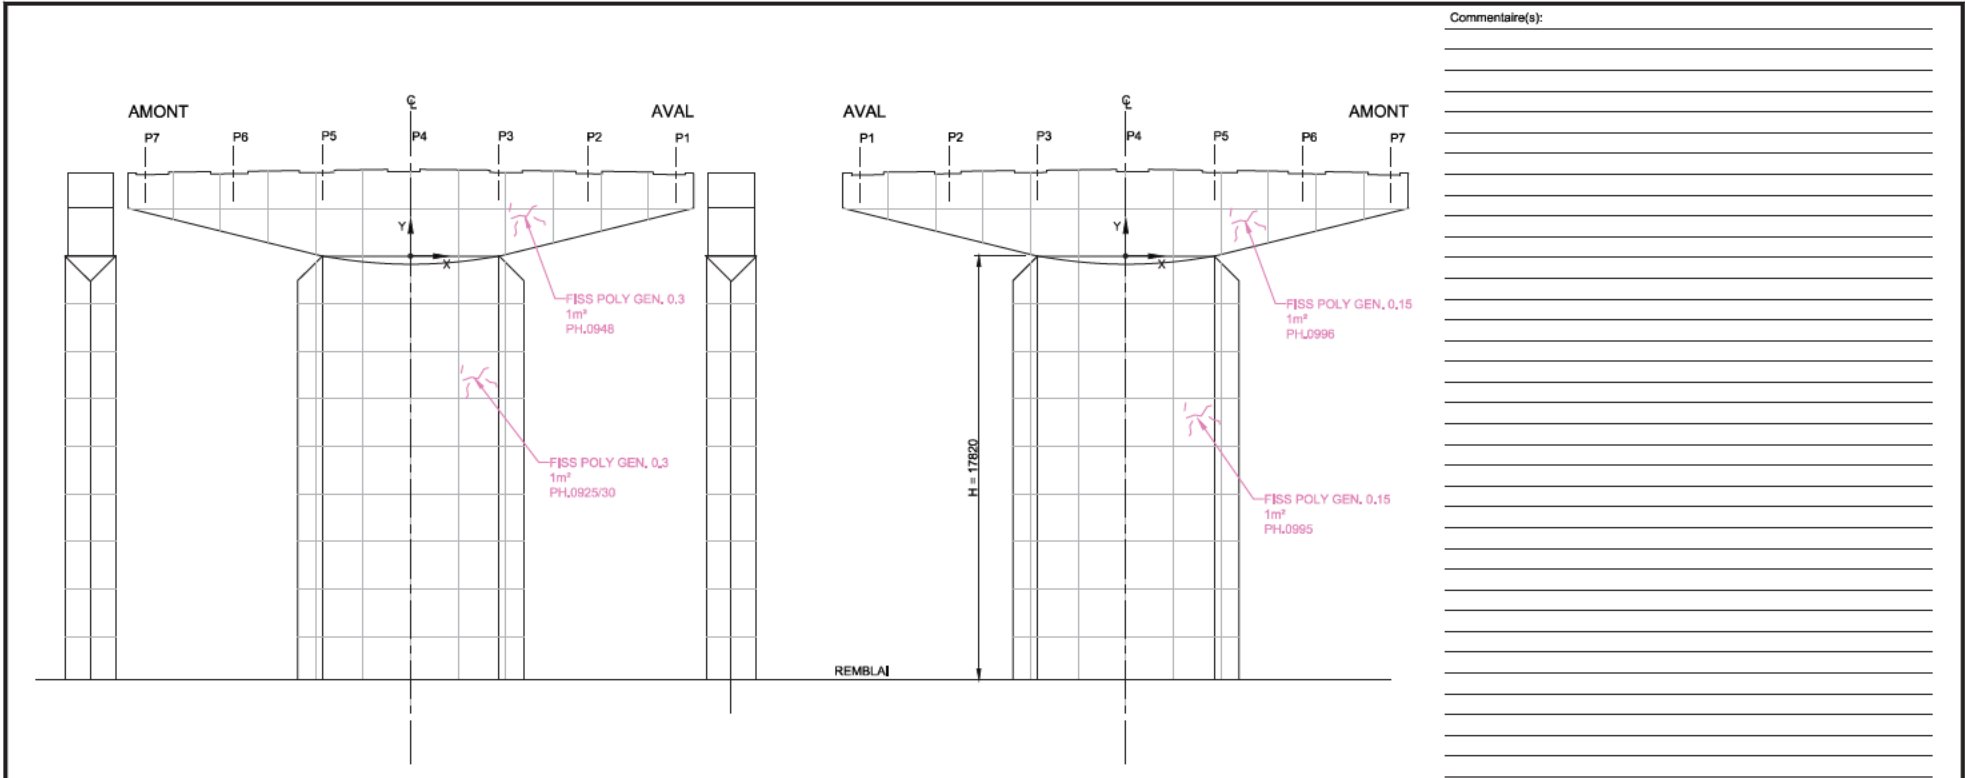 Commentaire(s):
AMONT
℄
AVAL
P7
P6
P5
P4
P3
P2
P1
Y
X
FISS POLY GEN. 0.3
1m²
PH.0948
FISS POLY GEN. 0.3
1m²
PH.0925/30
AVAL
℄
AMONT
P1
P2
P3
P4
P5
P6
P7
Y
X
FISS POLY GEN. 0.15
1m²
PH.0996
H = 17820
FISS POLY GEN. 0.15
1m²
PH.0995
REMBLAI